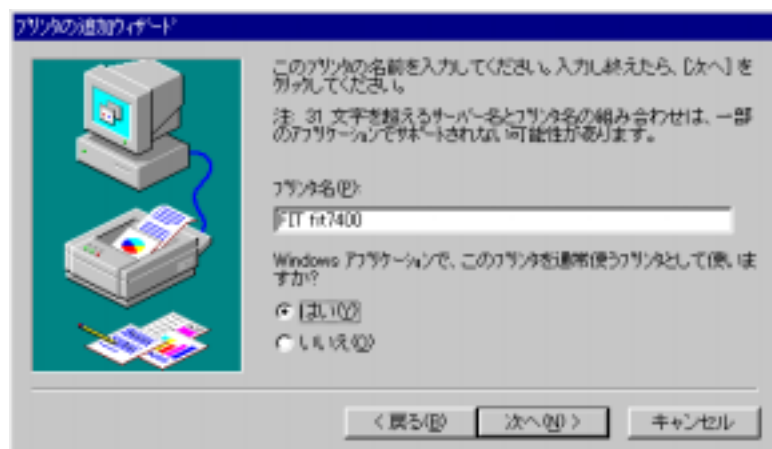 プリンタの追加ウィザード
このプリンタの名前を入力してください。入力し終えたら、[次へ] を
クリックしてください。
注: 31 文字を超えるサーバー名とプリンタ名の組み合わせは、一部
のアプリケーションでサポートされない可能性があります。
プリンタ名(P):
FIT fit7400
Windows アプリケーションで、このプリンタを通常使うプリンタとして使いま
すか?
はい(Y)
いいえ(O)
< 戻る(B)
次へ(N) >
キャンセル